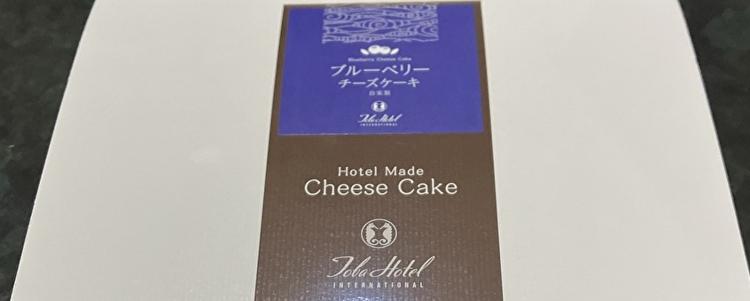 Blueberry Cheese Cake
ブルーベリー
チーズケーキ
自家製
Toba Hotel
INTERNATIONAL
Hotel Made
Cheese Cake
Toba Hotel
INTERNATIONAL